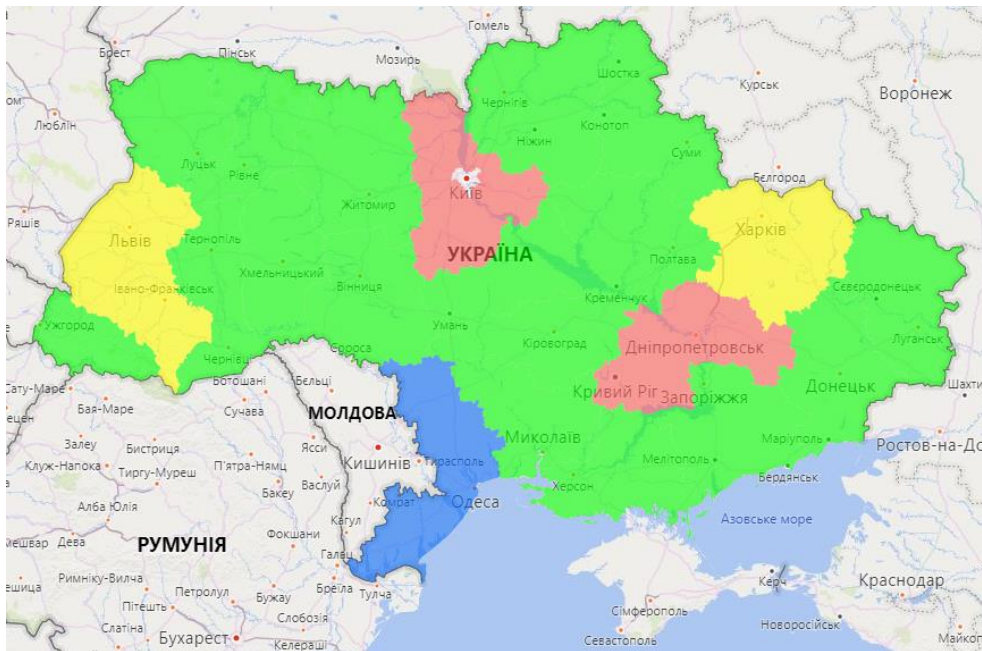 Гомель
Брест
Пінськ
Мозирь
Шостка
Курськ
Воронеж
Чернігів
Люблін
Конотоп
Ніжин
Луцьк
Суми
Рівне
Бєлгород
Київ
Житомир
Ряшів
Харків
Львів
Тернопіль
УКРАЇНА
Полтава
Хмельницький
Вінниця
Івано-Франківськ
Сєвєродонецьк
Кременчук
Ужгород
Умань
Луганськ
Кіровоград
Дніпропетровськ
Чернівці
Ботошані
Сату-Маре
Бєльці
Донецьк
Шахти
Кривий Ріг
Запоріжжя
Бая-Маре
Сучава
МОЛДОВА
Залеу
Бистриця
Ясси
Миколаїв
Маріуполь
Ростов-на-До
Клуж-Напока
П'ятра-Нямц
Кишинів
Тирасполь
Мелітополь
Тиргу-Муреш
Васлуй
Бердянськ
Бакеу
Херсон
Комрат
Одеса
Алба Юлія
Кагул
Азовське море
Фокшани
Дева
РУМУНІЯ
Галац
Римніку-Вилча
Бреїла
Тулча
Керч
Краснодар
Петролул
Бузау
Пітешть
Слобозія
Сімферополь
Новоросійськ
Слатіна
Бухарест
Келераші
Севастополь
Майкоп